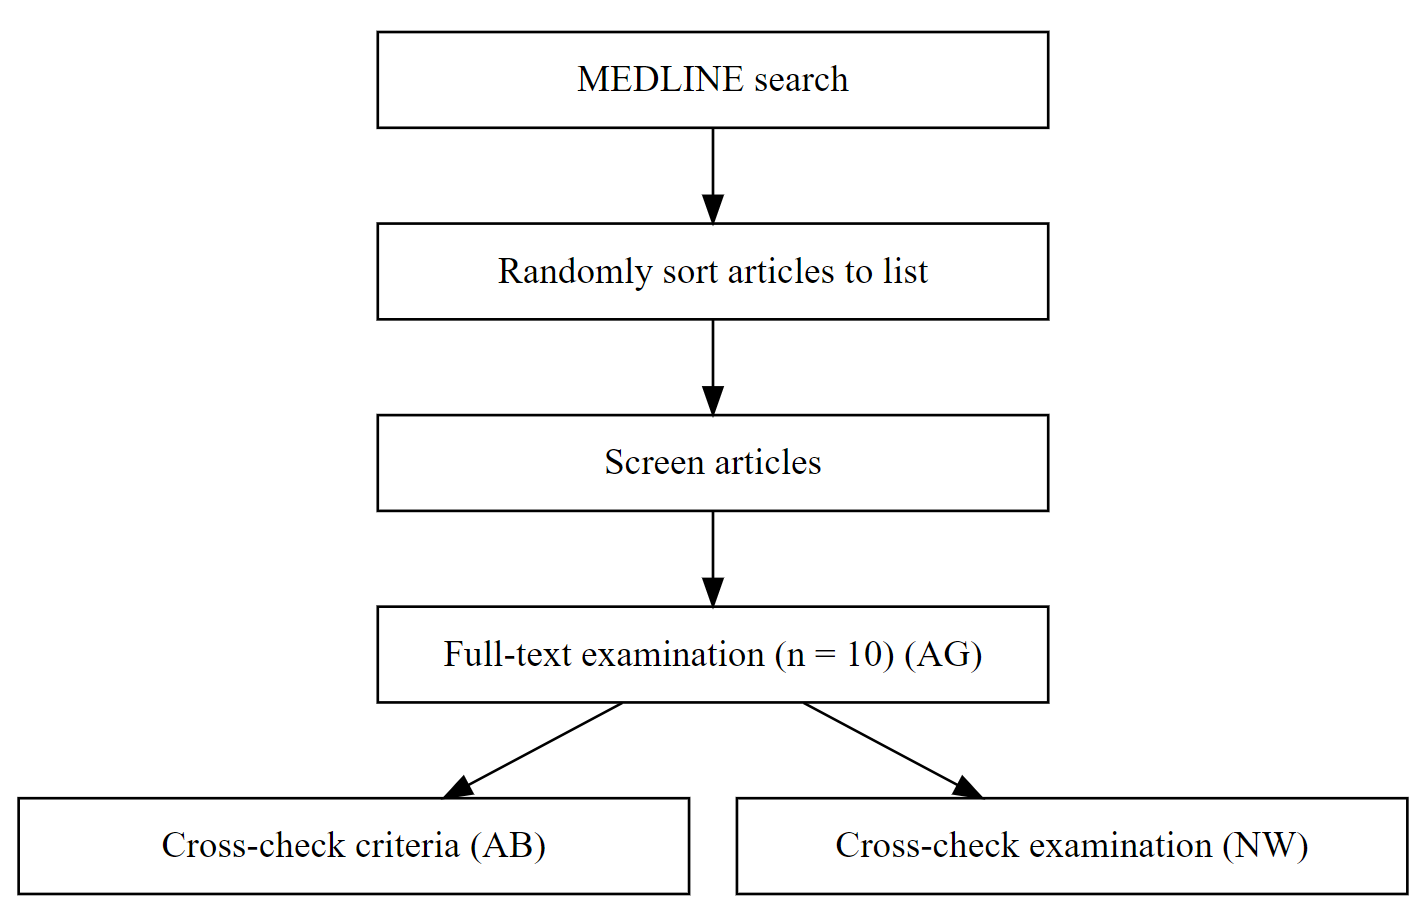 MEDLINE search
Randomly sort articles to list
Screen articles
Full-text examination (n = 10) (AG)
Cross-check criteria (AB)
Cross-check examination (NW)